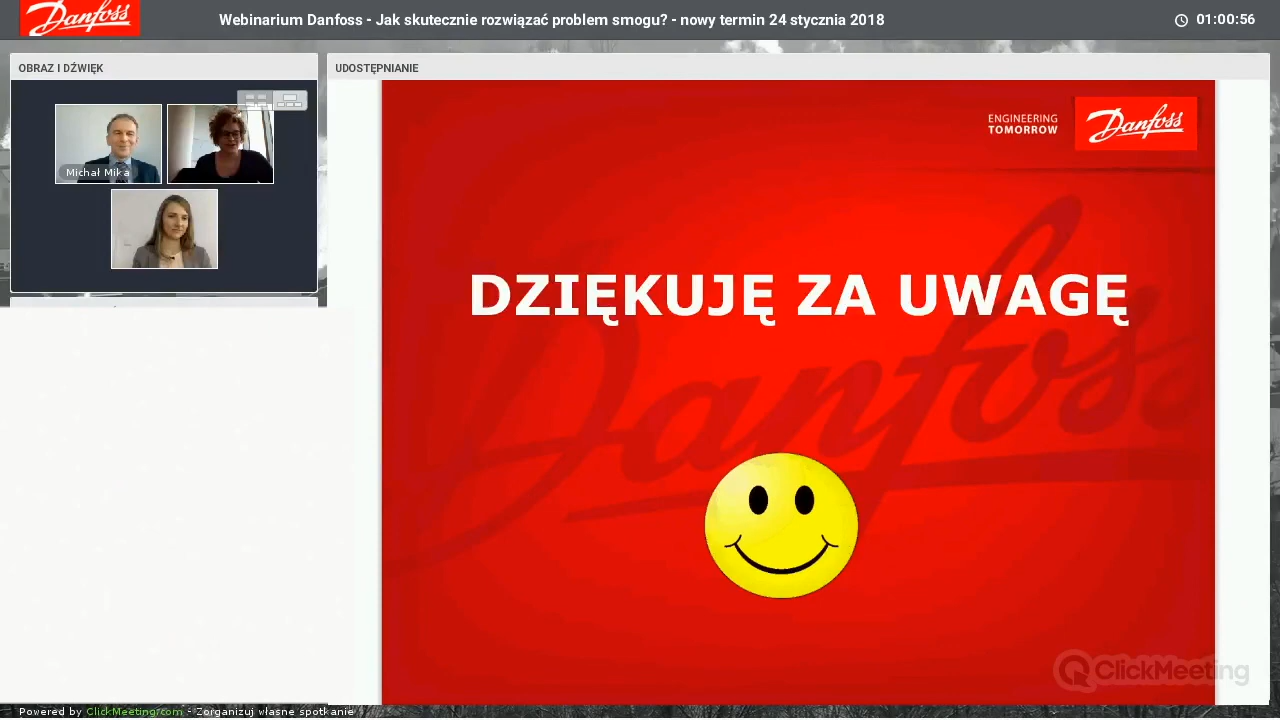 Danfoss
Webinarium Danfoss - Jak skutecznie rozwiązać problem smogu? - nowy termin 24 stycznia 2018
01:00:56
OBRAZ I DŹWIĘK
UDOSTĘPNIANIE
Michał Mika
ENGINEERING
TOMORROW
Danfoss
DZIĘKUJĘ ZA UWAGĘ
Danfoss
ClickMeeting
Powered by ClickMeeting.com - Zorganizuj własne spotkanie